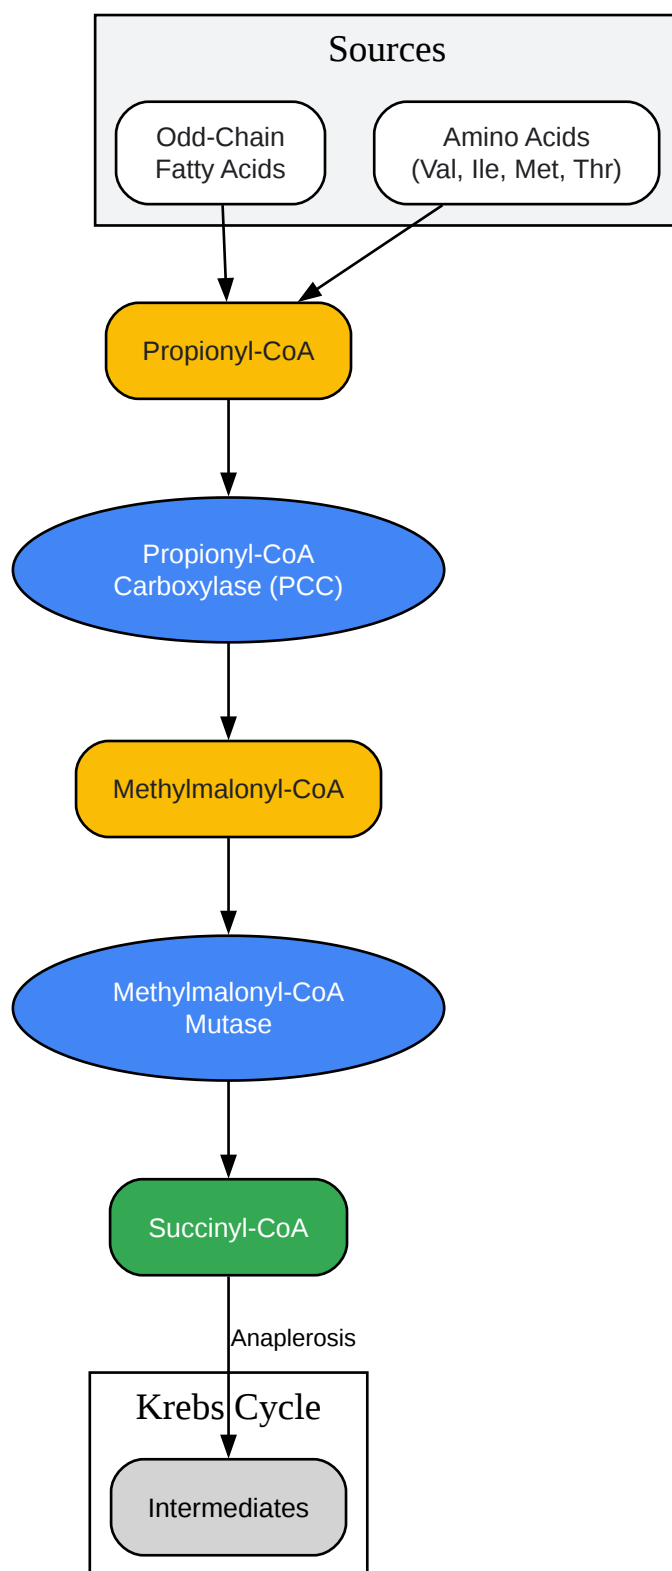 Sources
Odd-Chain
Fatty Acids
Amino Acids
(Val, Ile, Met, Thr)
Propionyl-CoA
Propionyl-CoA
Carboxylase (PCC)
Methylmalonyl-CoA
Methylmalonyl-CoA
Mutase
Succinyl-CoA
Anaplerosis
Krebs Cycle
Intermediates